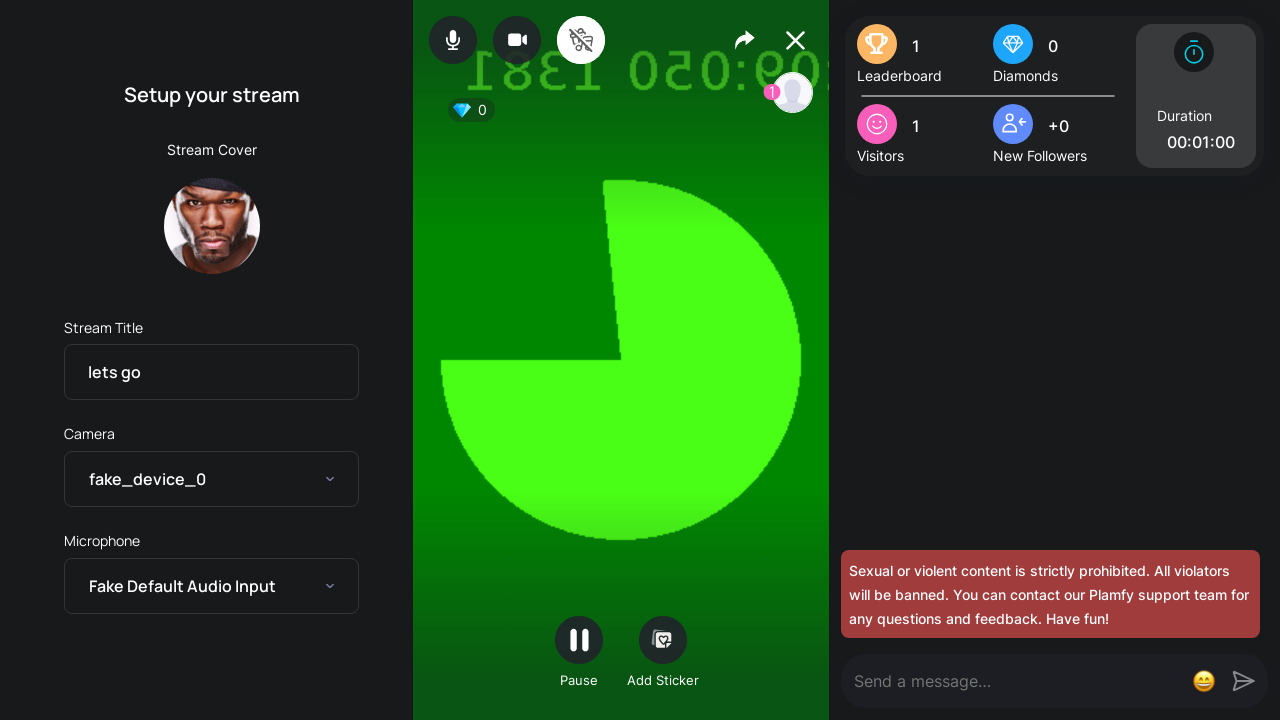 Setup your stream
Stream Cover
Stream Title
lets go
Camera
fake_device_0
Microphone
Fake Default Audio Input
0
1
Pause
Add Sticker
1
Leaderboard
0
Diamonds
1
Visitors
+0
New Followers
Duration
00:01:00
Sexual or violent content is strictly prohibited. All violators
will be banned. You can contact our Plamfy support team for
any questions and feedback. Have fun!
Send a message...